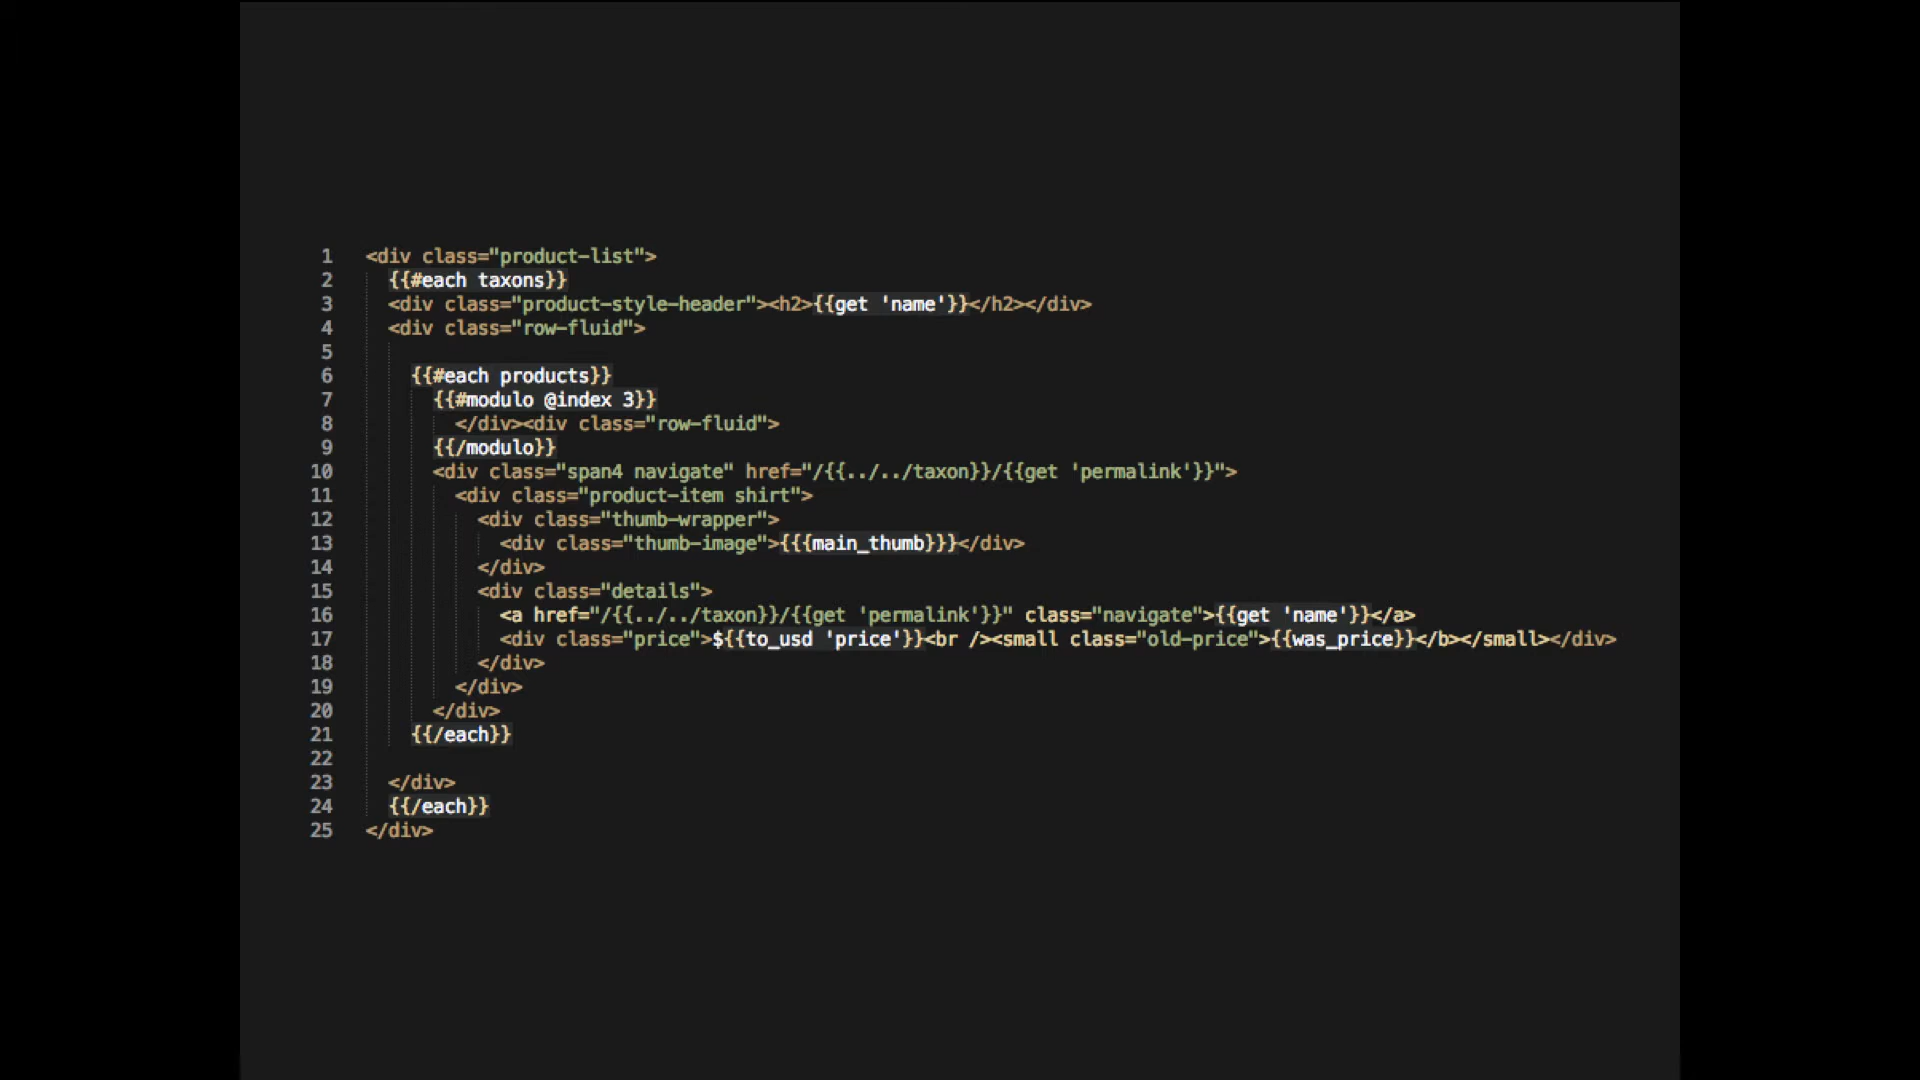 1 <div class="product-list">
2 {{#each taxons}}
3 <div class="product-style-header"><h2>{{get 'name'}}</h2></div>
4 <div class="row-fluid">
5
6 {{#each products}}
7 {{#modulo @index 3}}
8 </div><div class="row-fluid">
9 {{/modulo}}
10 <div class="span4 navigate" href="/{{../../taxon}}/{{get 'permalink'}}">
11 <div class="product-item shirt">
12 <div class="thumb-wrapper">
13 <div class="thumb-image">{{{main_thumb}}}</div>
14 </div>
15 <div class="details">
16 <a href="/{{../../taxon}}/{{get 'permalink'}}" class="navigate">{{get 'name'}}</a>
17 <div class="price">${{to_usd 'price'}}<br /><small class="old-price">{{was_price}}</b></small></div>
18 </div>
19 </div>
20 </div>
21 {{/each}}
22
23 </div>
24 {{/each}}
25 </div>